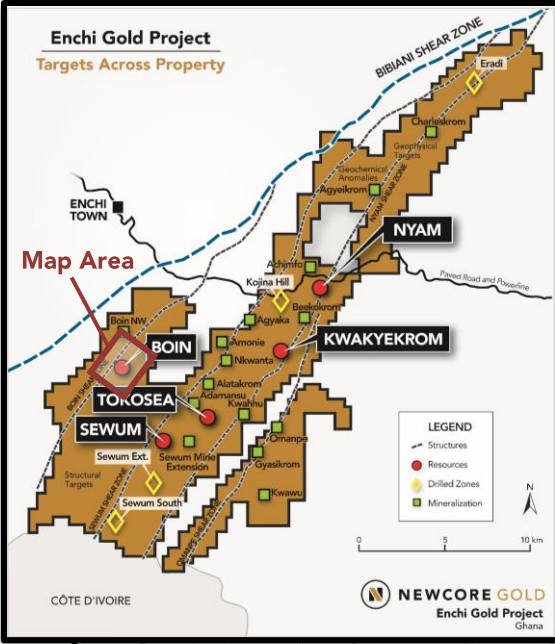 Enchi Gold Project
Targets Across Property
BIBIANI SHEAR ZONE
Eradi
Charleskrom
Geophysical
Targets
Geochemical
Anomalies
Agyeikrom
NYAM SHEAR ZONE
ENCHI
TOWN
NYAM
Map Area
Achimfo
Kojina Hill
Paved Road and Powerline
Beekokrom
Boin NW
Agyaka
BOIN
KWAKYEKROM
Amonie
Nkwanta
BOIN SHEAR ZONE
Alatakrom
TOKOSEA
Adamansu
Kwahhu
SEWUM
Omanpe
Sewum Mine
Extension
Gyasikrom
Sewum Ext.
Structural
Targets
Kwawu
Sewum South
SEWUM SHEAR ZONE
OMANPE SHEAR ZONE
LEGEND
Structures
Resources
Drilled Zones
Mineralization
N
0 5 10 km
CÔTE D'IVOIRE
N NEWCORE GOLD
Enchi Gold Project
Ghana